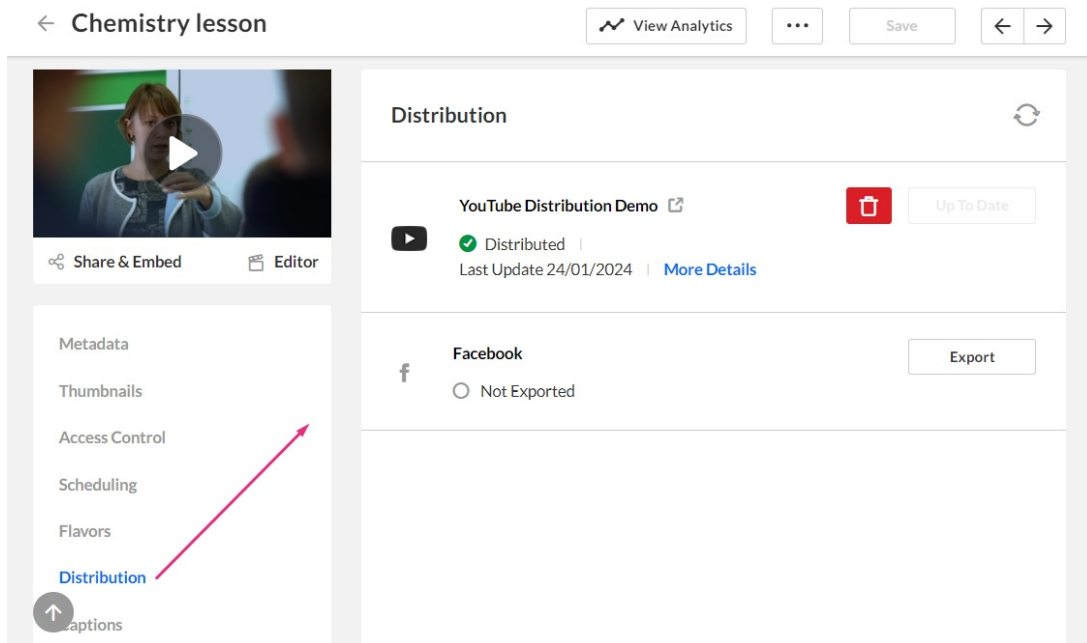 Chemistry lesson
View Analytics
Save
Share & Embed
Editor
Metadata
Thumbnails
Access Control
Scheduling
Flavors
Distribution
aptions
Distribution
YouTube Distribution Demo
Up To Date
Distributed
Last Update 24/01/2024
More Details
Facebook
Export
Not Exported